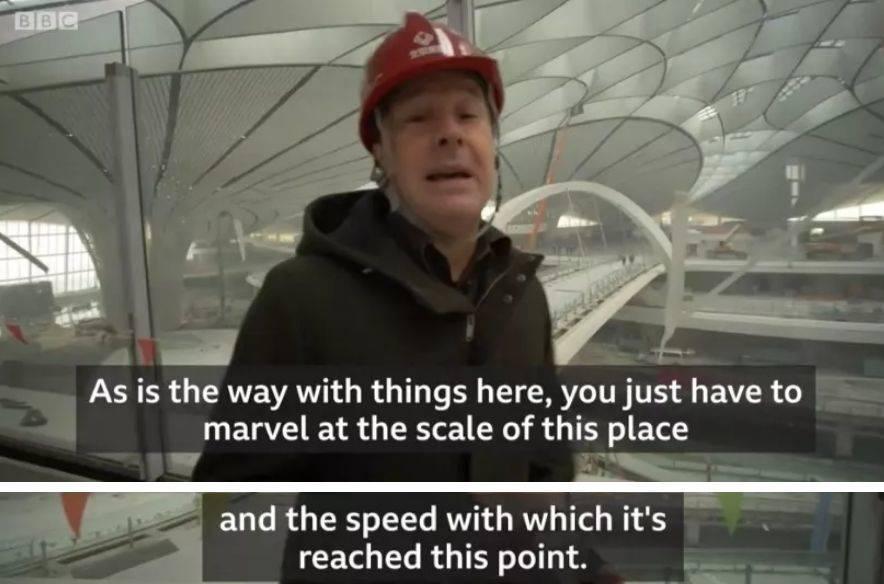 BBC
As is the way with things here, you just have to
marvel at the scale of this place
and the speed with which it's
reached this point.